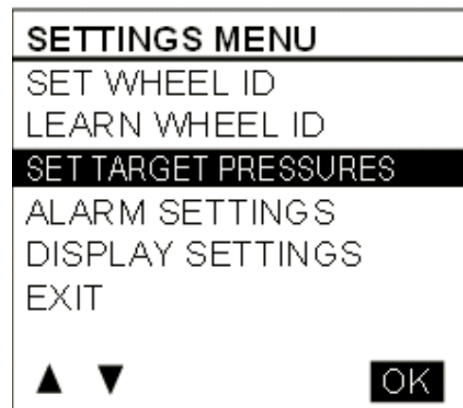 SETTINGS MENU
SET WHEEL ID
LEARN WHEEL ID
SET TARGET PRESSURES
ALARM SETTINGS
DISPLAY SETTINGS
EXIT
▲ ▼ OK